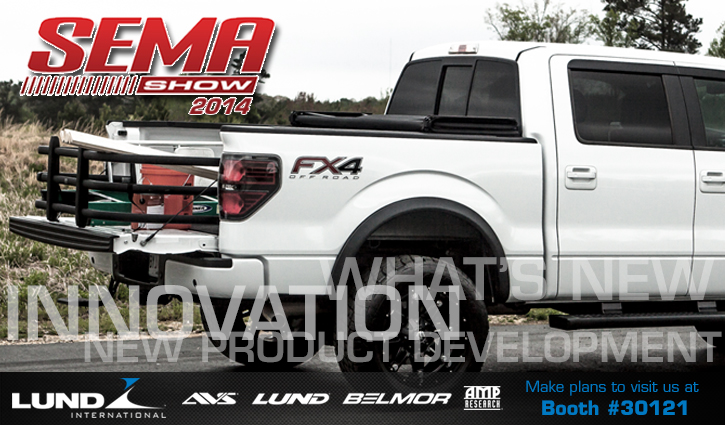 SEMA
SHOW
2014
FX4
OFF ROAD
WHAT'S NEW
INNOVATION
NEW PRODUCT DEVELOPMENT
LUND
INTERNATIONAL
AVS
LUND
BELMOR
AMP
RESEARCH
Make plans to visit us at
Booth #30121